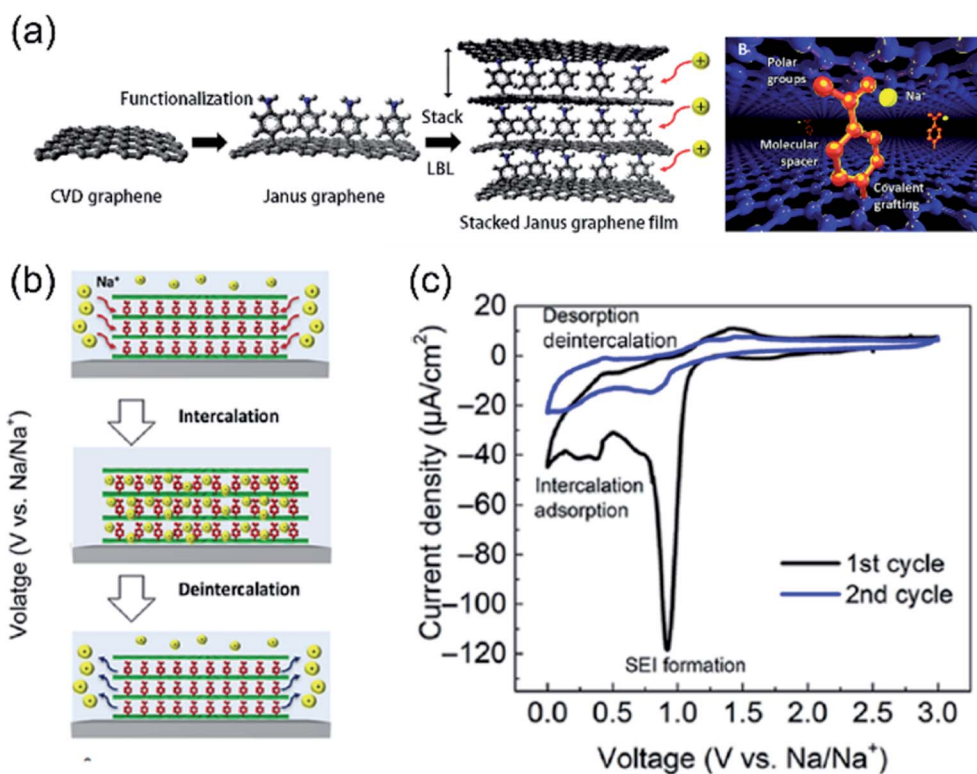 (a)
Functionalization
CVD graphene
Janus graphene
Stack
LBL
Stacked Janus graphene film
+
+
+
B-
Polar
groups
Na⁺
Molecular
spacer
Covalent
grafting
(b)
Volatge (V vs. Na/Na⁺)
Na⁺
Intercalation
Deintercalation
(c)
Current density (µA/cm²)
20
0
−20
−40
−60
−80
−100
−120
Desorption
deintercalation
Intercalation
adsorption
SEI formation
1st cycle
2nd cycle
0.0 0.5 1.0 1.5 2.0 2.5 3.0
Voltage (V vs. Na/Na⁺)